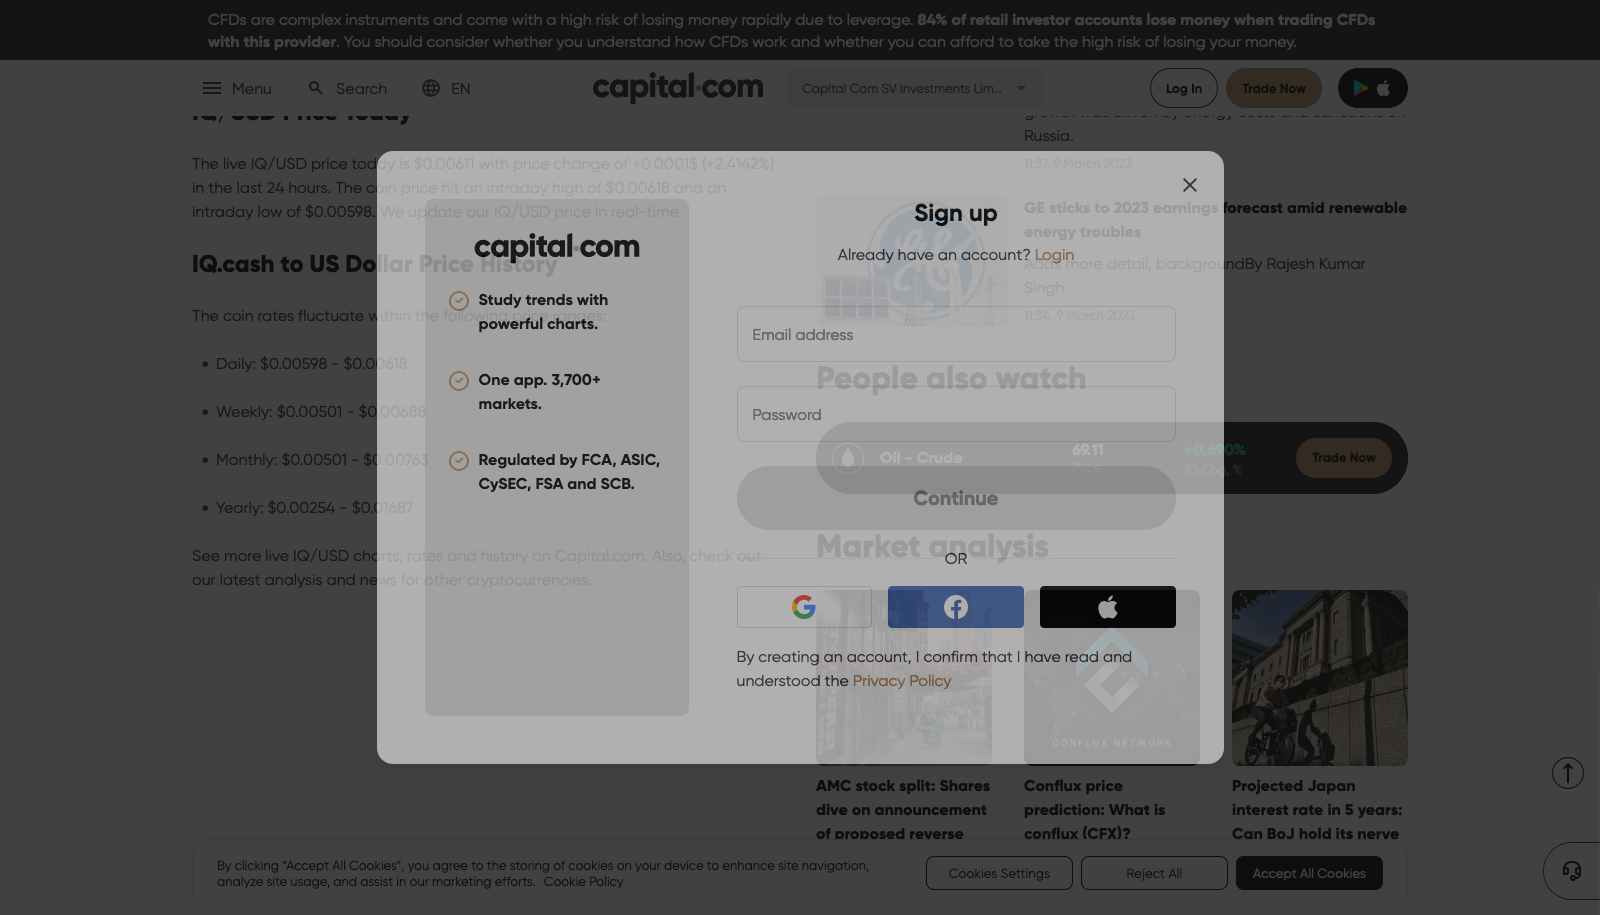 CFDs are complex instruments and come with a high risk of losing money rapidly due to leverage. 84% of retail investor accounts lose money when trading CFDs
with this provider. You should consider whether you understand how CFDs work and whether you can afford to take the high risk of losing your money.
Menu
Search
EN
capital.com
Capital Com SV Investments Lim...
Log In
Trade Now
IQ/USD Price Today
The live IQ/USD price today is $0.00611 with price change of +0.0001$ (+2.4142%)
in the last 24 hours. The coin price hit an intraday high of $0.00618 and an
intraday low of $0.00598. We update our IQ/USD price in real-time.
IQ.cash to US Dollar Price History
The coin rates fluctuate within the following price ranges:
Daily: $0.00598 - $0.00618
Weekly: $0.00501 - $0.00688
Monthly: $0.00501 - $0.00763
Yearly: $0.00254 - $0.01687
See more live IQ/USD charts, rates and history on Capital.com. Also, check out
our latest analysis and news for other cryptocurrencies.
capital.com
Study trends with
powerful charts.
One app. 3,700+
markets.
Regulated by FCA, ASIC,
CySEC, FSA and SCB.
Sign up
Already have an account? Login
Email address
Password
Continue
OR
By creating an account, I confirm that I have read and
understood the Privacy Policy
growth was driven by energy costs and sanctions on
Russia.
11:37, 9 March 2023
GE sticks to 2023 earnings forecast amid renewable
energy troubles
Adds more detail, backgroundBy Rajesh Kumar
Singh
11:34, 9 March 2023
People also watch
Oil - Crude
69.11
Price
+0.690%
1D Chg, %
Trade Now
Market analysis
CONFLUX NETWORK
AMC stock split: Shares
dive on announcement
of proposed reverse
Conflux price
prediction: What is
conflux (CFX)?
Projected Japan
interest rate in 5 years:
Can BoJ hold its nerve
By clicking “Accept All Cookies”, you agree to the storing of cookies on your device to enhance site navigation,
analyze site usage, and assist in our marketing efforts. Cookie Policy
Cookies Settings
Reject All
Accept All Cookies